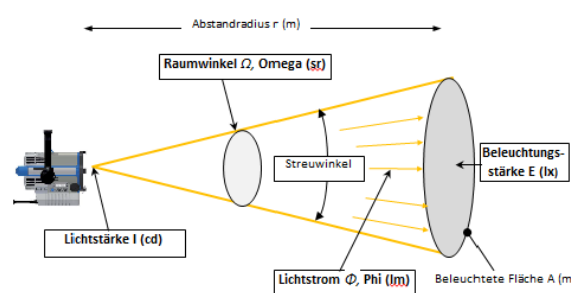 Abstandradius r (m)
Raumwinkel Ω, Omega (sr)
Streuwinkel
Beleuchtungs-
stärke E (lx)
Lichtstärke I (cd)
Lichtstrom Φ, Phi (lm)
Beleuchtete Fläche A (m